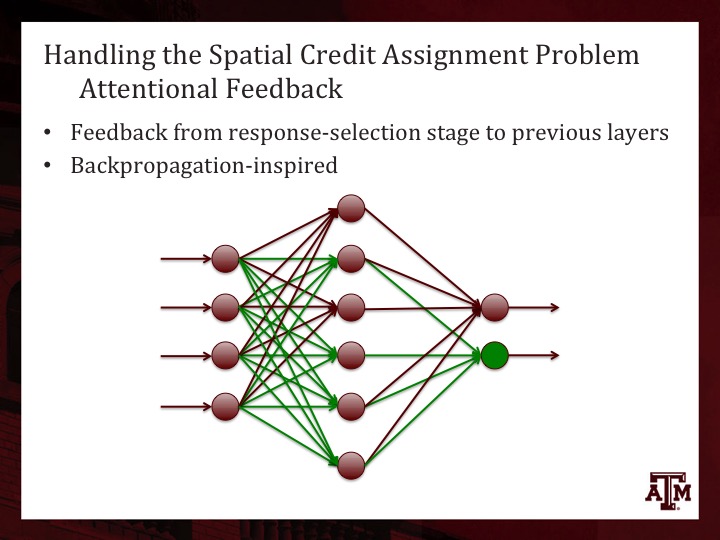 Handling the Spatial Credit Assignment Problem
Attentional Feedback
• Feedback from response-selection stage to previous layers
• Backpropagation-inspired
ATM